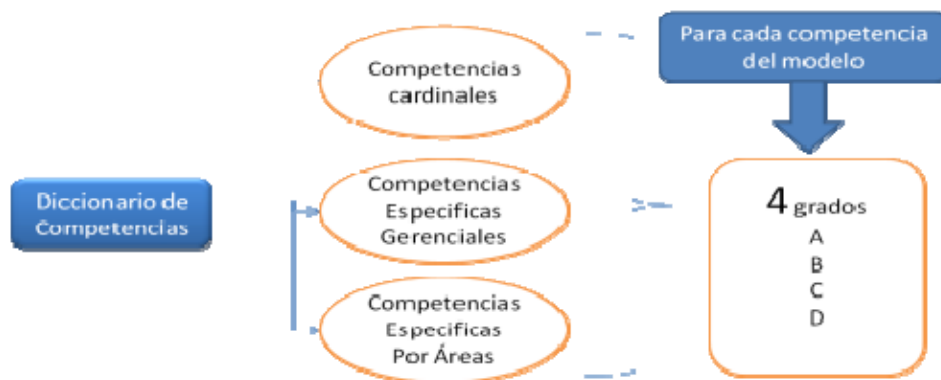 Diccionario de
Competencias
Competencias
cardinales
Competencias
Especificas
Gerenciales
Competencias
Especificas
Por Áreas
Para cada competencia
del modelo
4 grados
A
B
C
D